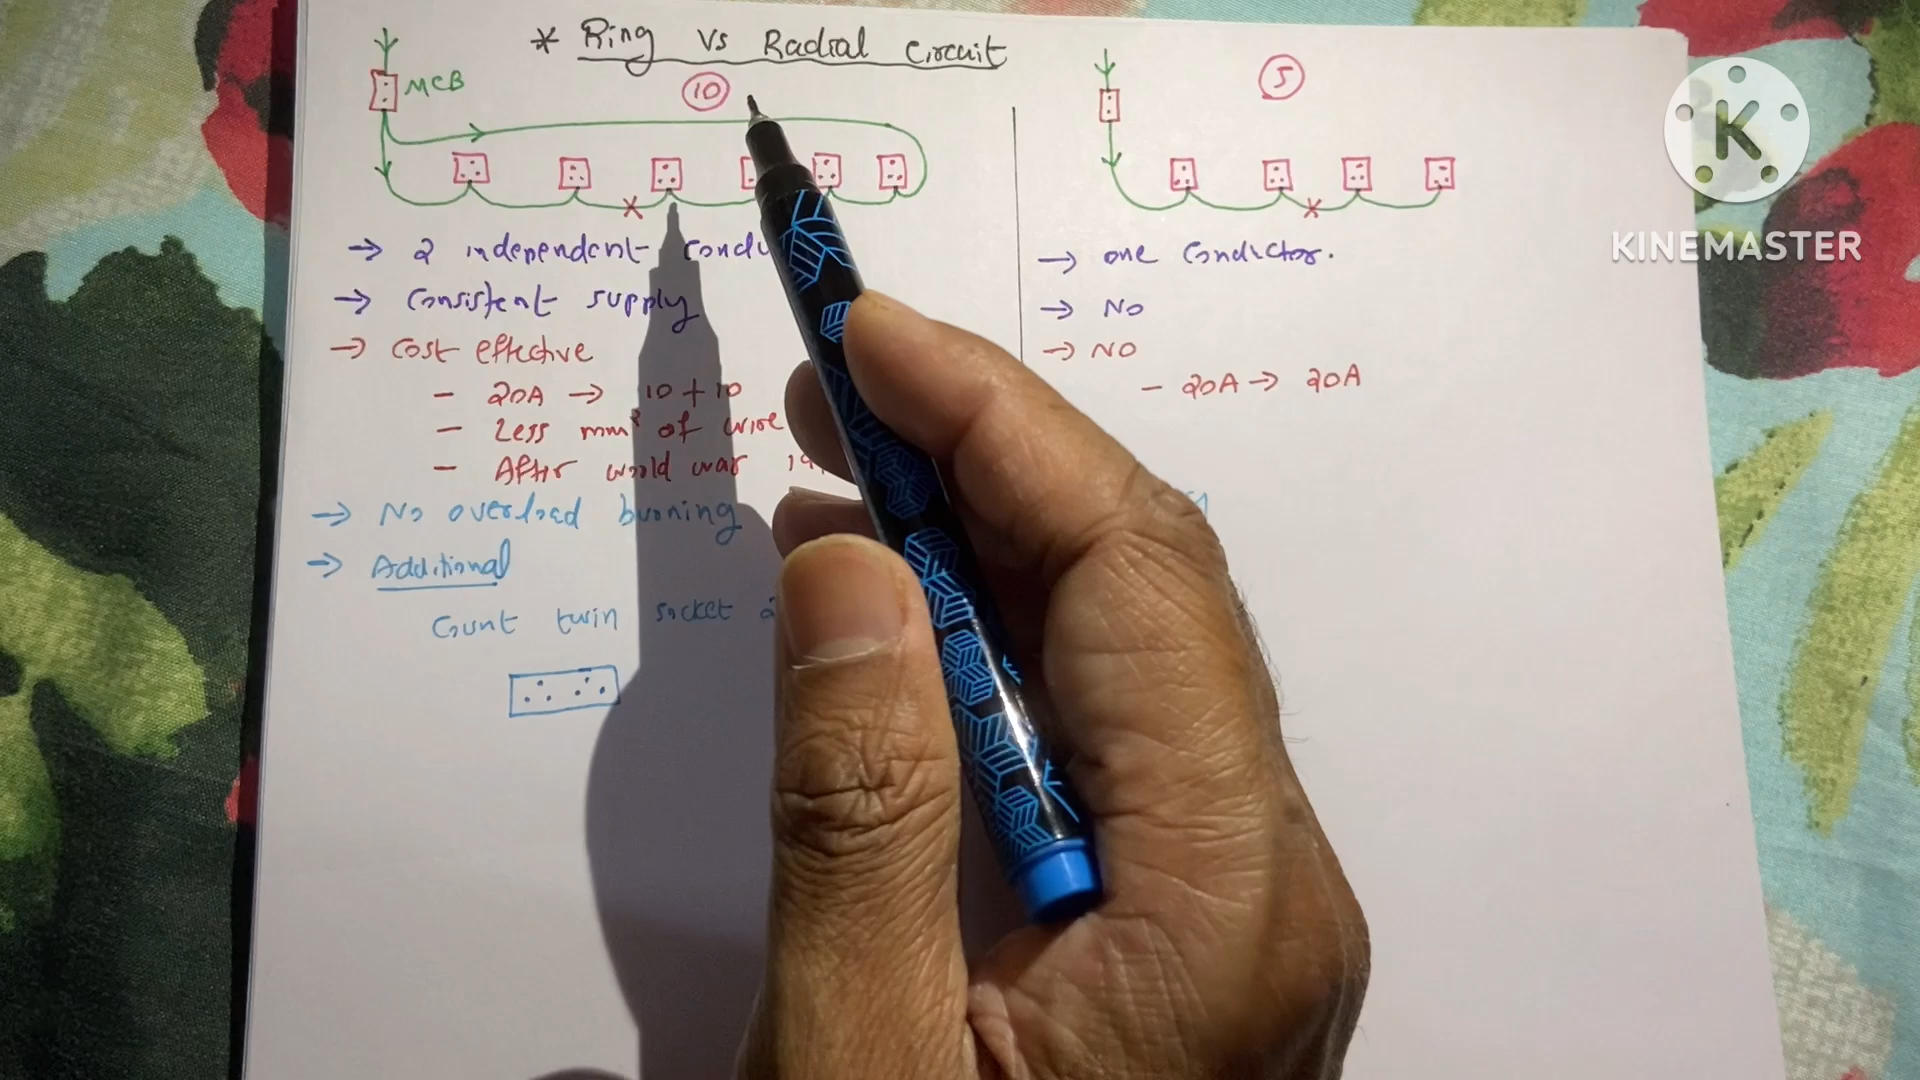 * Ring vs Radial Circuit
MCB
10
→ 2 independent
→ Consistent supply
→ Cost effective
- 20A → 10 + 10
- Less mm² of wire
- After world war
→ No overload burning
→ Additional
Count twin socket
5
→ one Conductor.
→ NO
→ NO
- 20A → 20A
K
KINEMASTER